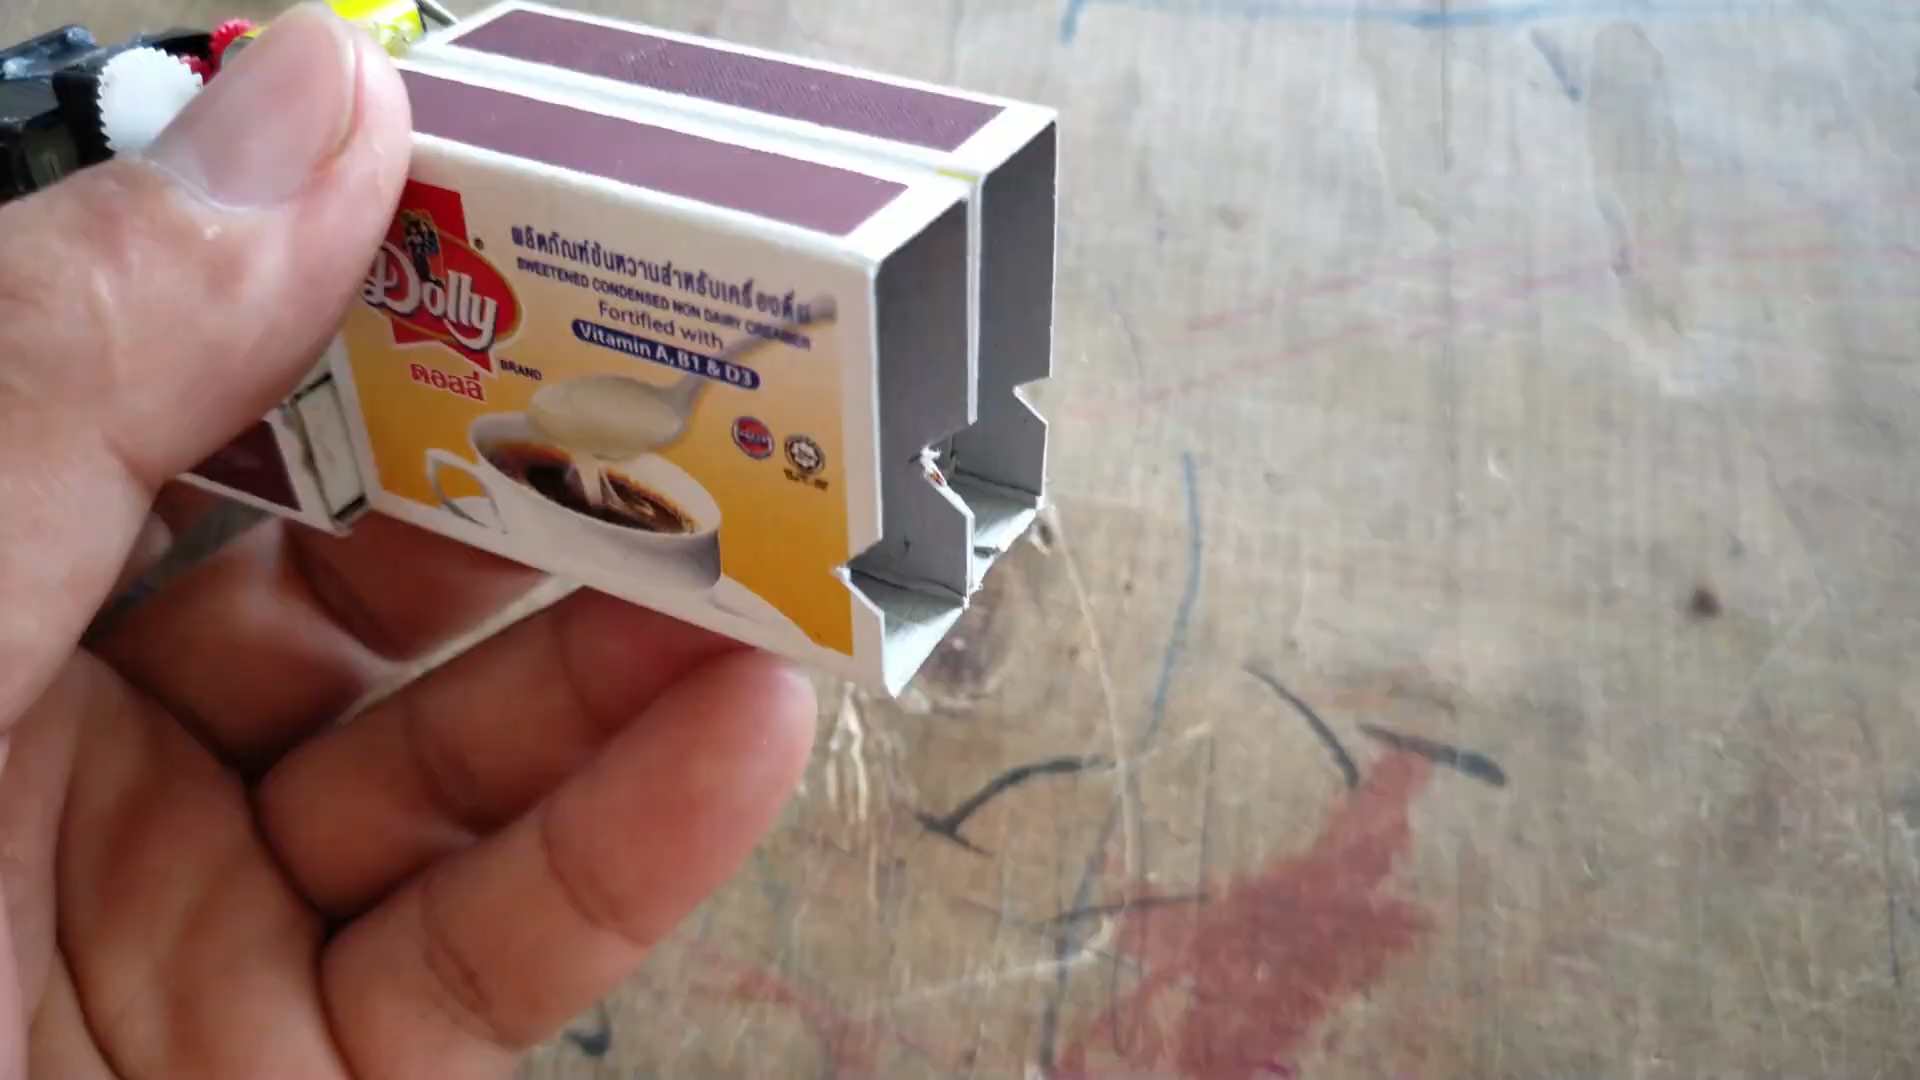 Dolly
®
ดอลลี่
BRAND
ผลิตภัณฑ์ข้นหวานสำหรับเครื่องดื่ม
SWEETENED CONDENSED NON DAIRY CREAMER
Fortified with
Vitamin A, B1 & D3